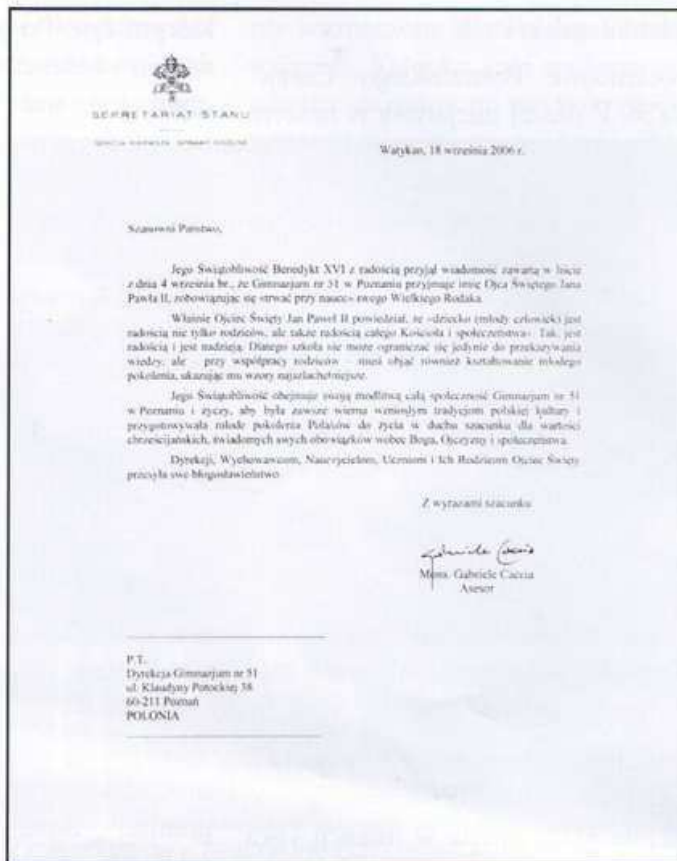 SEKRETARIAT STANU
Watykan, 18 września 2006 r.
Szanowni Państwo,
Jego Świątobliwość Benedykt XVI z radością przyjął wiadomość zawartą w liście
z dnia 4 września br., że Gimnazjum nr 51 w Poznaniu przyjmuje imię Ojca Świętego Jana
Pawła II, zobowiązując się «trwać przy nauce» swego Wielkiego Rodaka.
Właśnie Ojciec Święty Jan Paweł II powiedział, że «dziecko (młody człowiek) jest
radością nie tylko rodziców, ale także radością całego Kościoła i społeczeństwa». Tak, jest
radością i jest nadzieją. Dlatego szkoła nie może ograniczać się jedynie do przekazywania
wiedzy, ale – przy współpracy rodziców – musi objąć również kształtowanie młodego
pokolenia, ukazując mu wzory najszlachetniejsze.
Jego Świątobliwość obejmuje swoją modlitwą całą społeczność Gimnazjum nr 51
w Poznaniu i życzy, aby była zawsze wierna wzniosłym tradycjom polskiej kultury i
przygotowywała młode pokolenia Polaków do życia w duchu szacunku dla wartości
chrześcijańskich, świadomych swych obowiązków wobec Boga, Ojczyzny i społeczeństwa.
Dyrekcji, Wychowawcom, Nauczycielom, Uczniom i Ich Rodzicom Ojciec Święty
przesyła swe błogosławieństwo.
Z wyrazami szacunku
Gabriele Caccia
Mons. Gabriele Caccia
Asesor
P.T.
Dyrekcja Gimnazjum nr 51
ul. Klaudyny Potockiej 38
60-211 Poznań
POLONIA